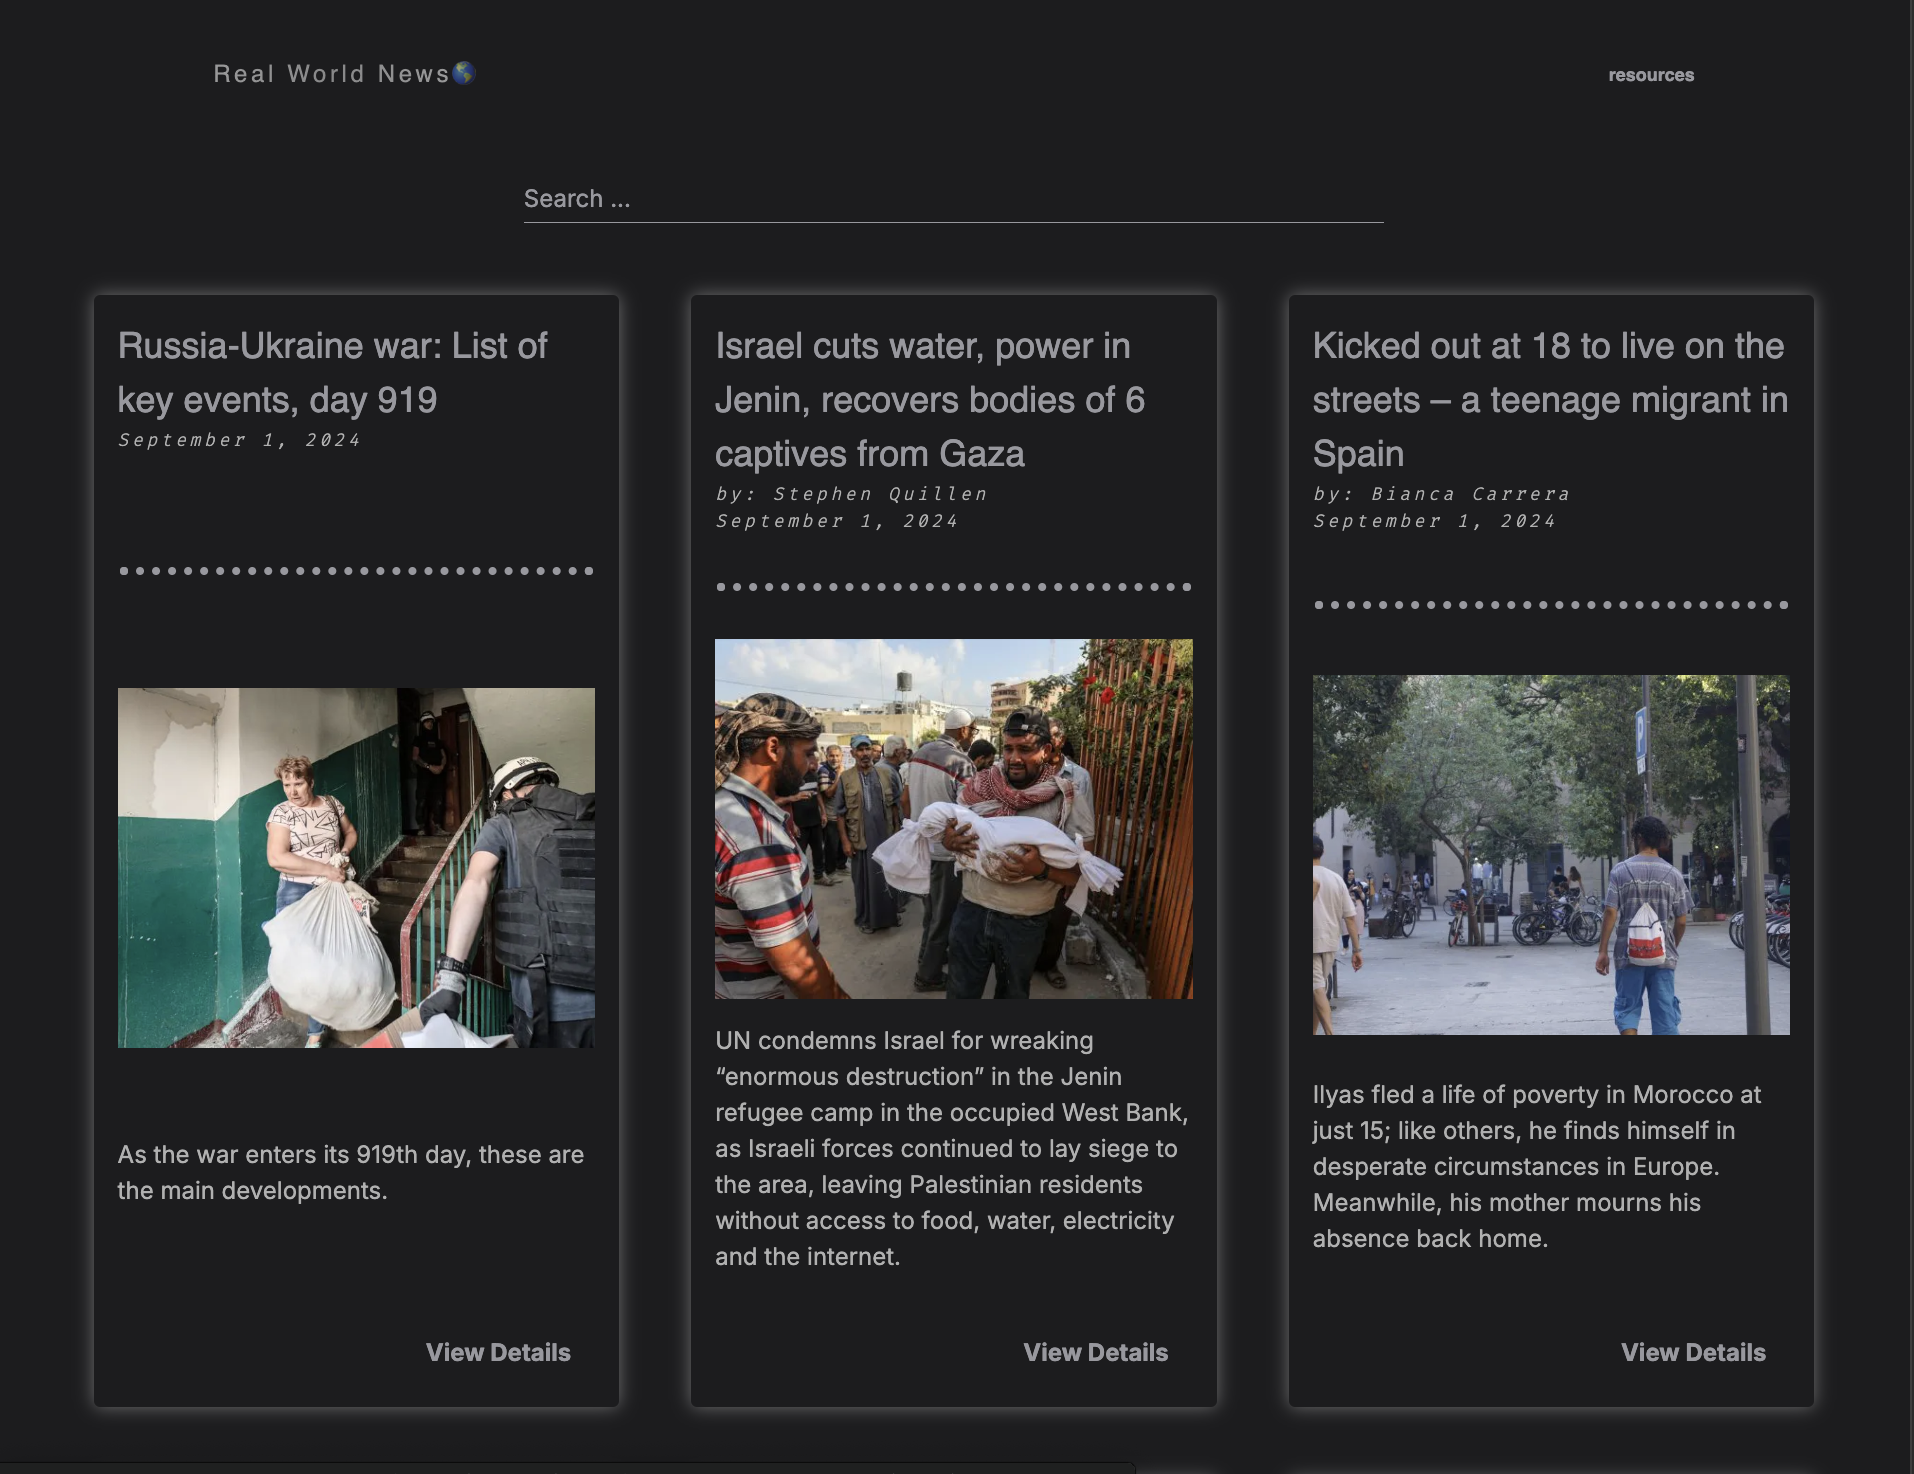 Real World News🌎
resources
Search ...
Russia-Ukraine war: List of
key events, day 919
September 1, 2024
As the war enters its 919th day, these are
the main developments.
View Details
Israel cuts water, power in
Jenin, recovers bodies of 6
captives from Gaza
by: Stephen Quillen
September 1, 2024
UN condemns Israel for wreaking
“enormous destruction” in the Jenin
refugee camp in the occupied West Bank,
as Israeli forces continued to lay siege to
the area, leaving Palestinian residents
without access to food, water, electricity
and the internet.
View Details
Kicked out at 18 to live on the
streets – a teenage migrant in
Spain
by: Bianca Carrera
September 1, 2024
P
Ilyas fled a life of poverty in Morocco at
just 15; like others, he finds himself in
desperate circumstances in Europe.
Meanwhile, his mother mourns his
absence back home.
View Details